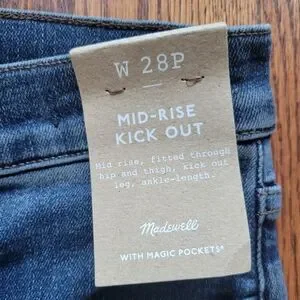 W 28P
MID-RISE
KICK OUT
Mid rise, fitted through
hip and thigh, kick out
leg, ankle-length.
Madewell
WITH MAGIC POCKETS®